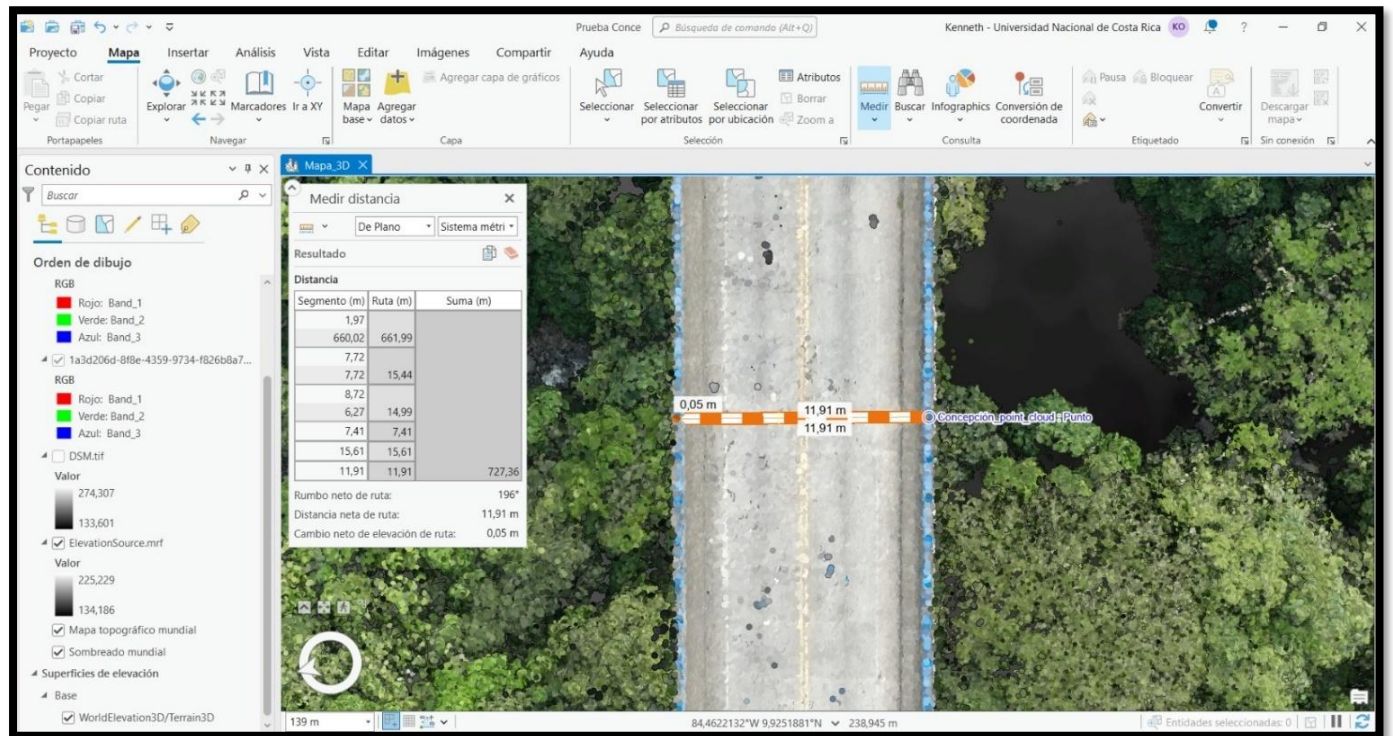 Prueba Conce
Búsqueda de comando (Alt+Q)
Kenneth - Universidad Nacional de Costa Rica
KO
?
Proyecto Mapa Insertar Análisis Vista Editar Imágenes Compartir Ayuda
Pegar
Cortar
Copiar
Copiar ruta
Portapapeles
Explorar
Marcadores
Ir a XY
Navegar
Mapa base
Agregar datos
Agregar capa de gráficos
Capa
Seleccionar
Seleccionar por atributos
Seleccionar por ubicación
Atributos
Borrar
Zoom a
Selección
Medir
Buscar
Infographics
Conversión de coordenada
Consulta
Pausa
Bloquear
Convertir
Etiquetado
Descargar mapa
Sin conexión
Contenido
Buscar
Orden de dibujo
RGB
Rojo: Band_1
Verde: Band_2
Azul: Band_3
1a3d206d-8f8e-4359-9734-f826b8a7...
RGB
Rojo: Band_1
Verde: Band_2
Azul: Band_3
DSM.tif
Valor
274,307
133,601
ElevationSource.mrf
Valor
225,229
134,186
Mapa topográfico mundial
Sombreado mundial
Superficies de elevación
Base
WorldElevation3D/Terrain3D
Mapa_3D
Medir distancia
De Plano
Sistema métri
Resultado
Distancia
Segmento (m) Ruta (m) Suma (m)
1,97
660,02 661,99
7,72
7,72 15,44
8,72
6,27 14,99
7,41 7,41
15,61 15,61
11,91 11,91 727,36
Rumbo neto de ruta: 196°
Distancia neta de ruta: 11,91 m
Cambio neto de elevación de ruta: 0,05 m
0,05 m
11,91 m
11,91 m
Concepción_point_cloud - Punto
139 m
84,4622132°W 9,9251881°N
238,945 m
Entidades seleccionadas: 0